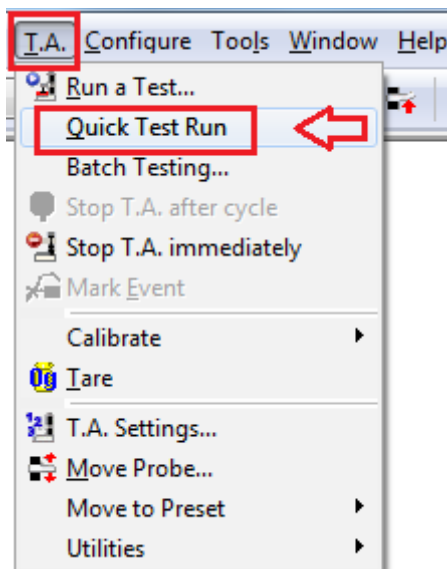 T.A. Configure Tools Window Help
Run a Test...
Quick Test Run
Batch Testing...
Stop T.A. after cycle
Stop T.A. immediately
Mark Event
Calibrate
Tare
T.A. Settings...
Move Probe...
Move to Preset
Utilities